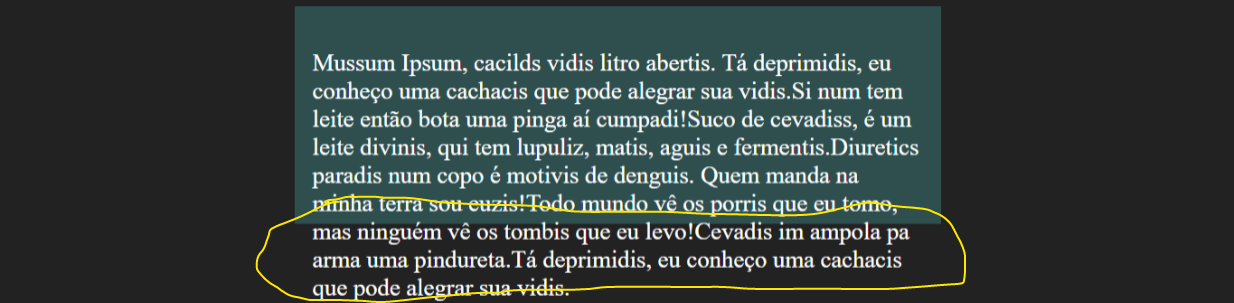 Mussum Ipsum, cacilds vidis litro abertis. Tá deprimidis, eu
conheço uma cachacis que pode alegrar sua vidis.Si num tem
leite então bota uma pinga aí cumpadi!Suco de cevadiss, é um
leite divinis, qui tem lupuliz, matis, aguis e fermentis.Diuretics
paradis num copo é motivis de denguis. Quem manda na
minha terra sou euzis!Todo mundo vê os porris que eu tomo,
mas ninguém vê os tombis que eu levo!Cevadis im ampola pa
arma uma pindureta.Tá deprimidis, eu conheço uma cachacis
que pode alegrar sua vidis.